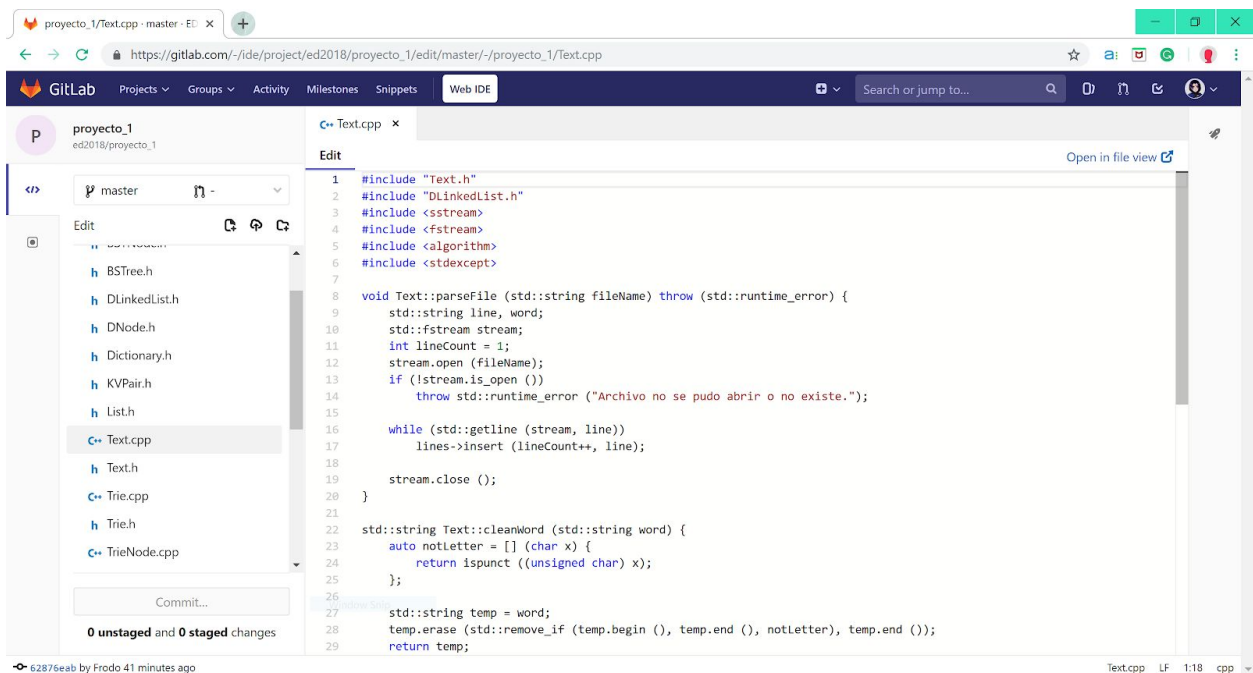 proyecto_1/Text.cpp · master · ED
https://gitlab.com/-/ide/project/ed2018/proyecto_1/edit/master/-/proyecto_1/Text.cpp
GitLab Projects Groups Activity Milestones Snippets Web IDE Search or jump to...
P
proyecto_1
ed2018/proyecto_1
C++ Text.cpp ×
Edit
Open in file view
master -
Edit
h BSTree.h
h DLinkedList.h
h DNode.h
h Dictionary.h
h KVPair.h
h List.h
C++ Text.cpp
h Text.h
C++ Trie.cpp
h Trie.h
C++ TrieNode.cpp
Commit...
0 unstaged and 0 staged changes
1 #include "Text.h"
2 #include "DLinkedList.h"
3 #include <sstream>
4 #include <fstream>
5 #include <algorithm>
6 #include <stdexcept>
7
8 void Text::parseFile (std::string fileName) throw (std::runtime_error) {
9 std::string line, word;
10 std::fstream stream;
11 int lineCount = 1;
12 stream.open (fileName);
13 if (!stream.is_open ())
14 throw std::runtime_error ("Archivo no se pudo abrir o no existe.");
15
16 while (std::getline (stream, line))
17 lines->insert (lineCount++, line);
18
19 stream.close ();
20 }
21
22 std::string Text::cleanWord (std::string word) {
23 auto notLetter = [] (char x) {
24 return ispunct ((unsigned char) x);
25 };
26
Window Snip
27 std::string temp = word;
28 temp.erase (std::remove_if (temp.begin (), temp.end (), notLetter), temp.end ());
29 return temp;
62876eab by Frodo 41 minutes ago
Text.cpp LF 1:18 cpp